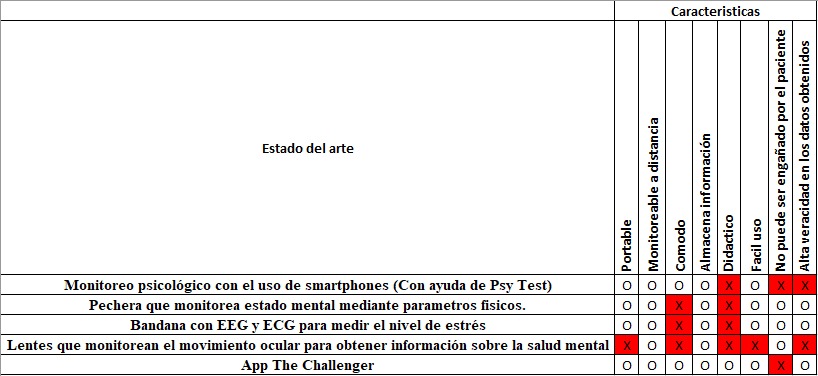 Caracteristicas
Estado del arte
Portable
Monitoreable a distancia
Comodo
Almacena información
Didactico
Facil uso
No puede ser engañado por el paciente
Alta veracidad en los datos obtenidos
Monitoreo psicológico con el uso de smartphones (Con ayuda de Psy Test) O O O O X O X X
Pechera que monitorea estado mental mediante parametros fisicos. O O X O X O O O
Bandana con EEG y ECG para medir el nivel de estrés O O X O X O O O
Lentes que monitorean el movimiento ocular para obtener información sobre la salud mental X O X O X X O X
App The Challenger O O O O O O X O